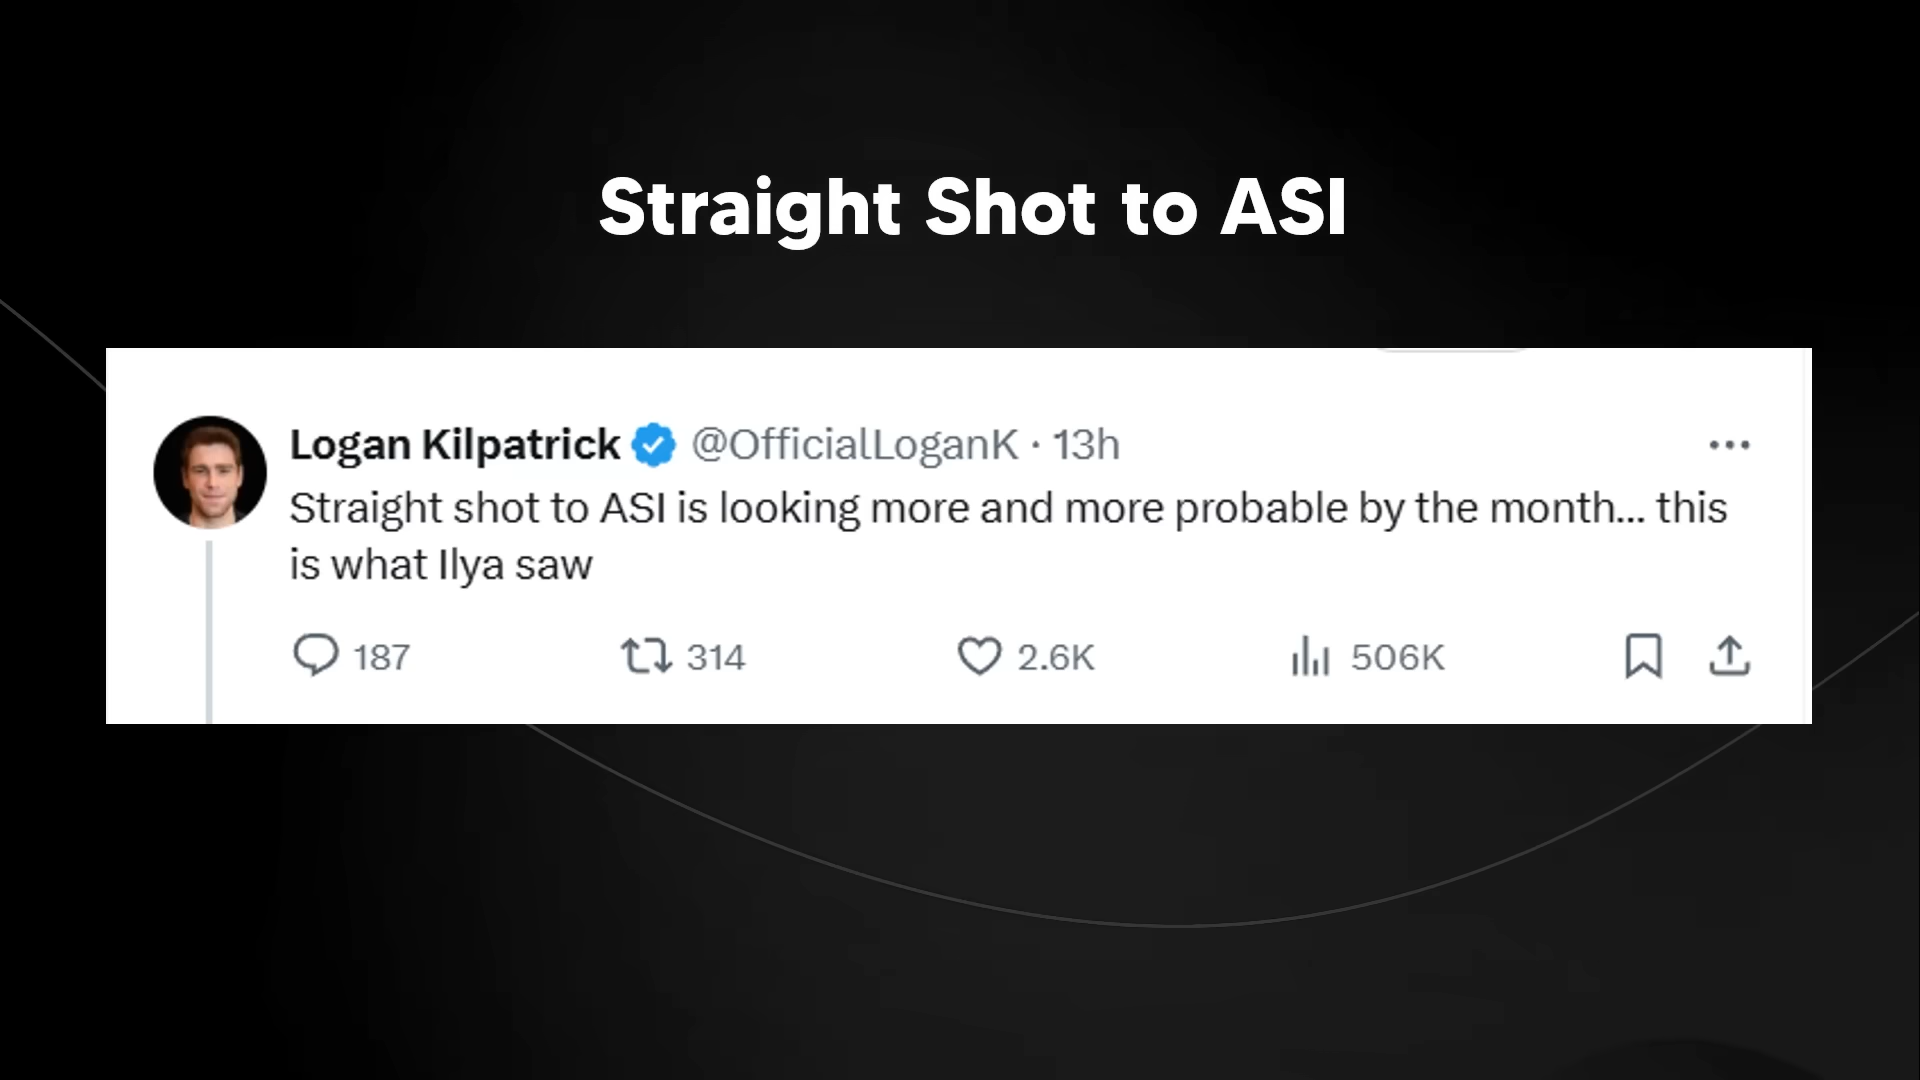 Straight Shot to ASI
Logan Kilpatrick @OfficialLoganK · 13h
Straight shot to ASI is looking more and more probable by the month... this
is what Ilya saw
187 314 2.6K 506K